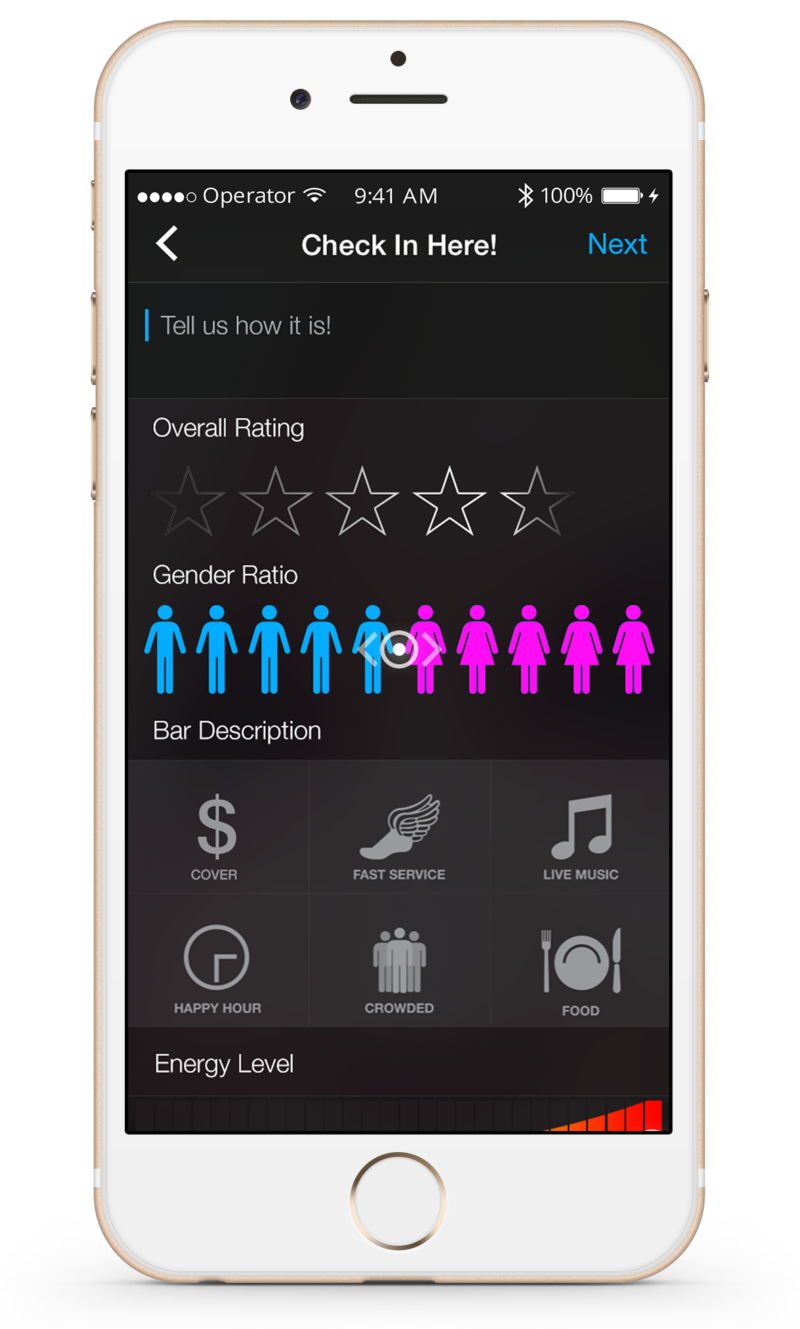 Operator 9:41 AM 100%
Check In Here! Next
Tell us how it is!
Overall Rating
Gender Ratio
Bar Description
$
COVER FAST SERVICE LIVE MUSIC
HAPPY HOUR CROWDED FOOD
Energy Level